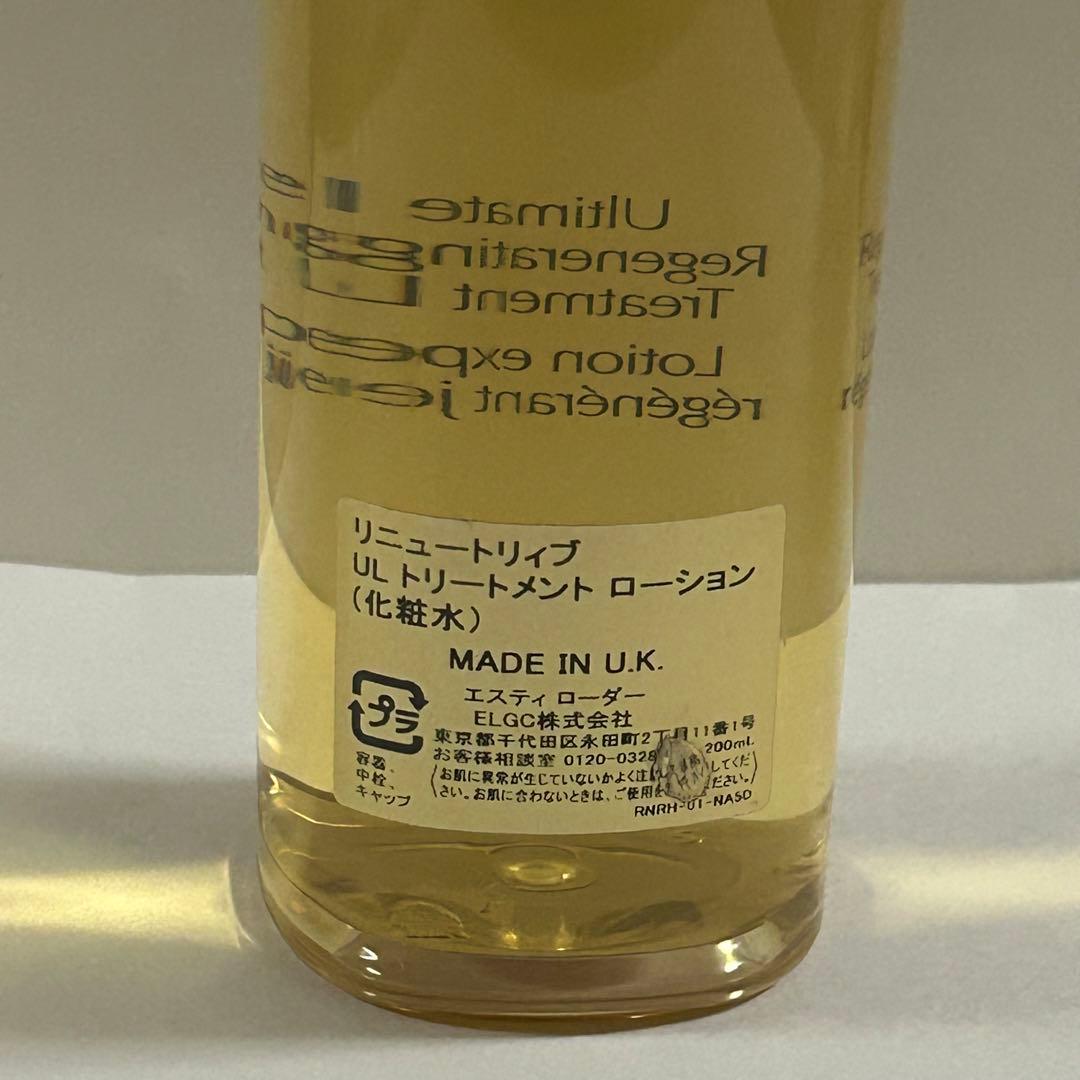 Ultimate
Regenerating
Treatment
Lotion
régénérant
リニュートリィブ
UL トリートメント ローション
(化粧水)
MADE IN U.K.
プラ
容器、
中栓、
キャップ
エスティ ローダー
ELGC株式会社
東京都千代田区永田町2丁目11番1号
お客様相談室 0120-0328 200mL
お肌に異常が生じていないかよく注 してくだ
さい。お肌に合わないときは、ご使用を ださい。
RNRH-01-NA5D